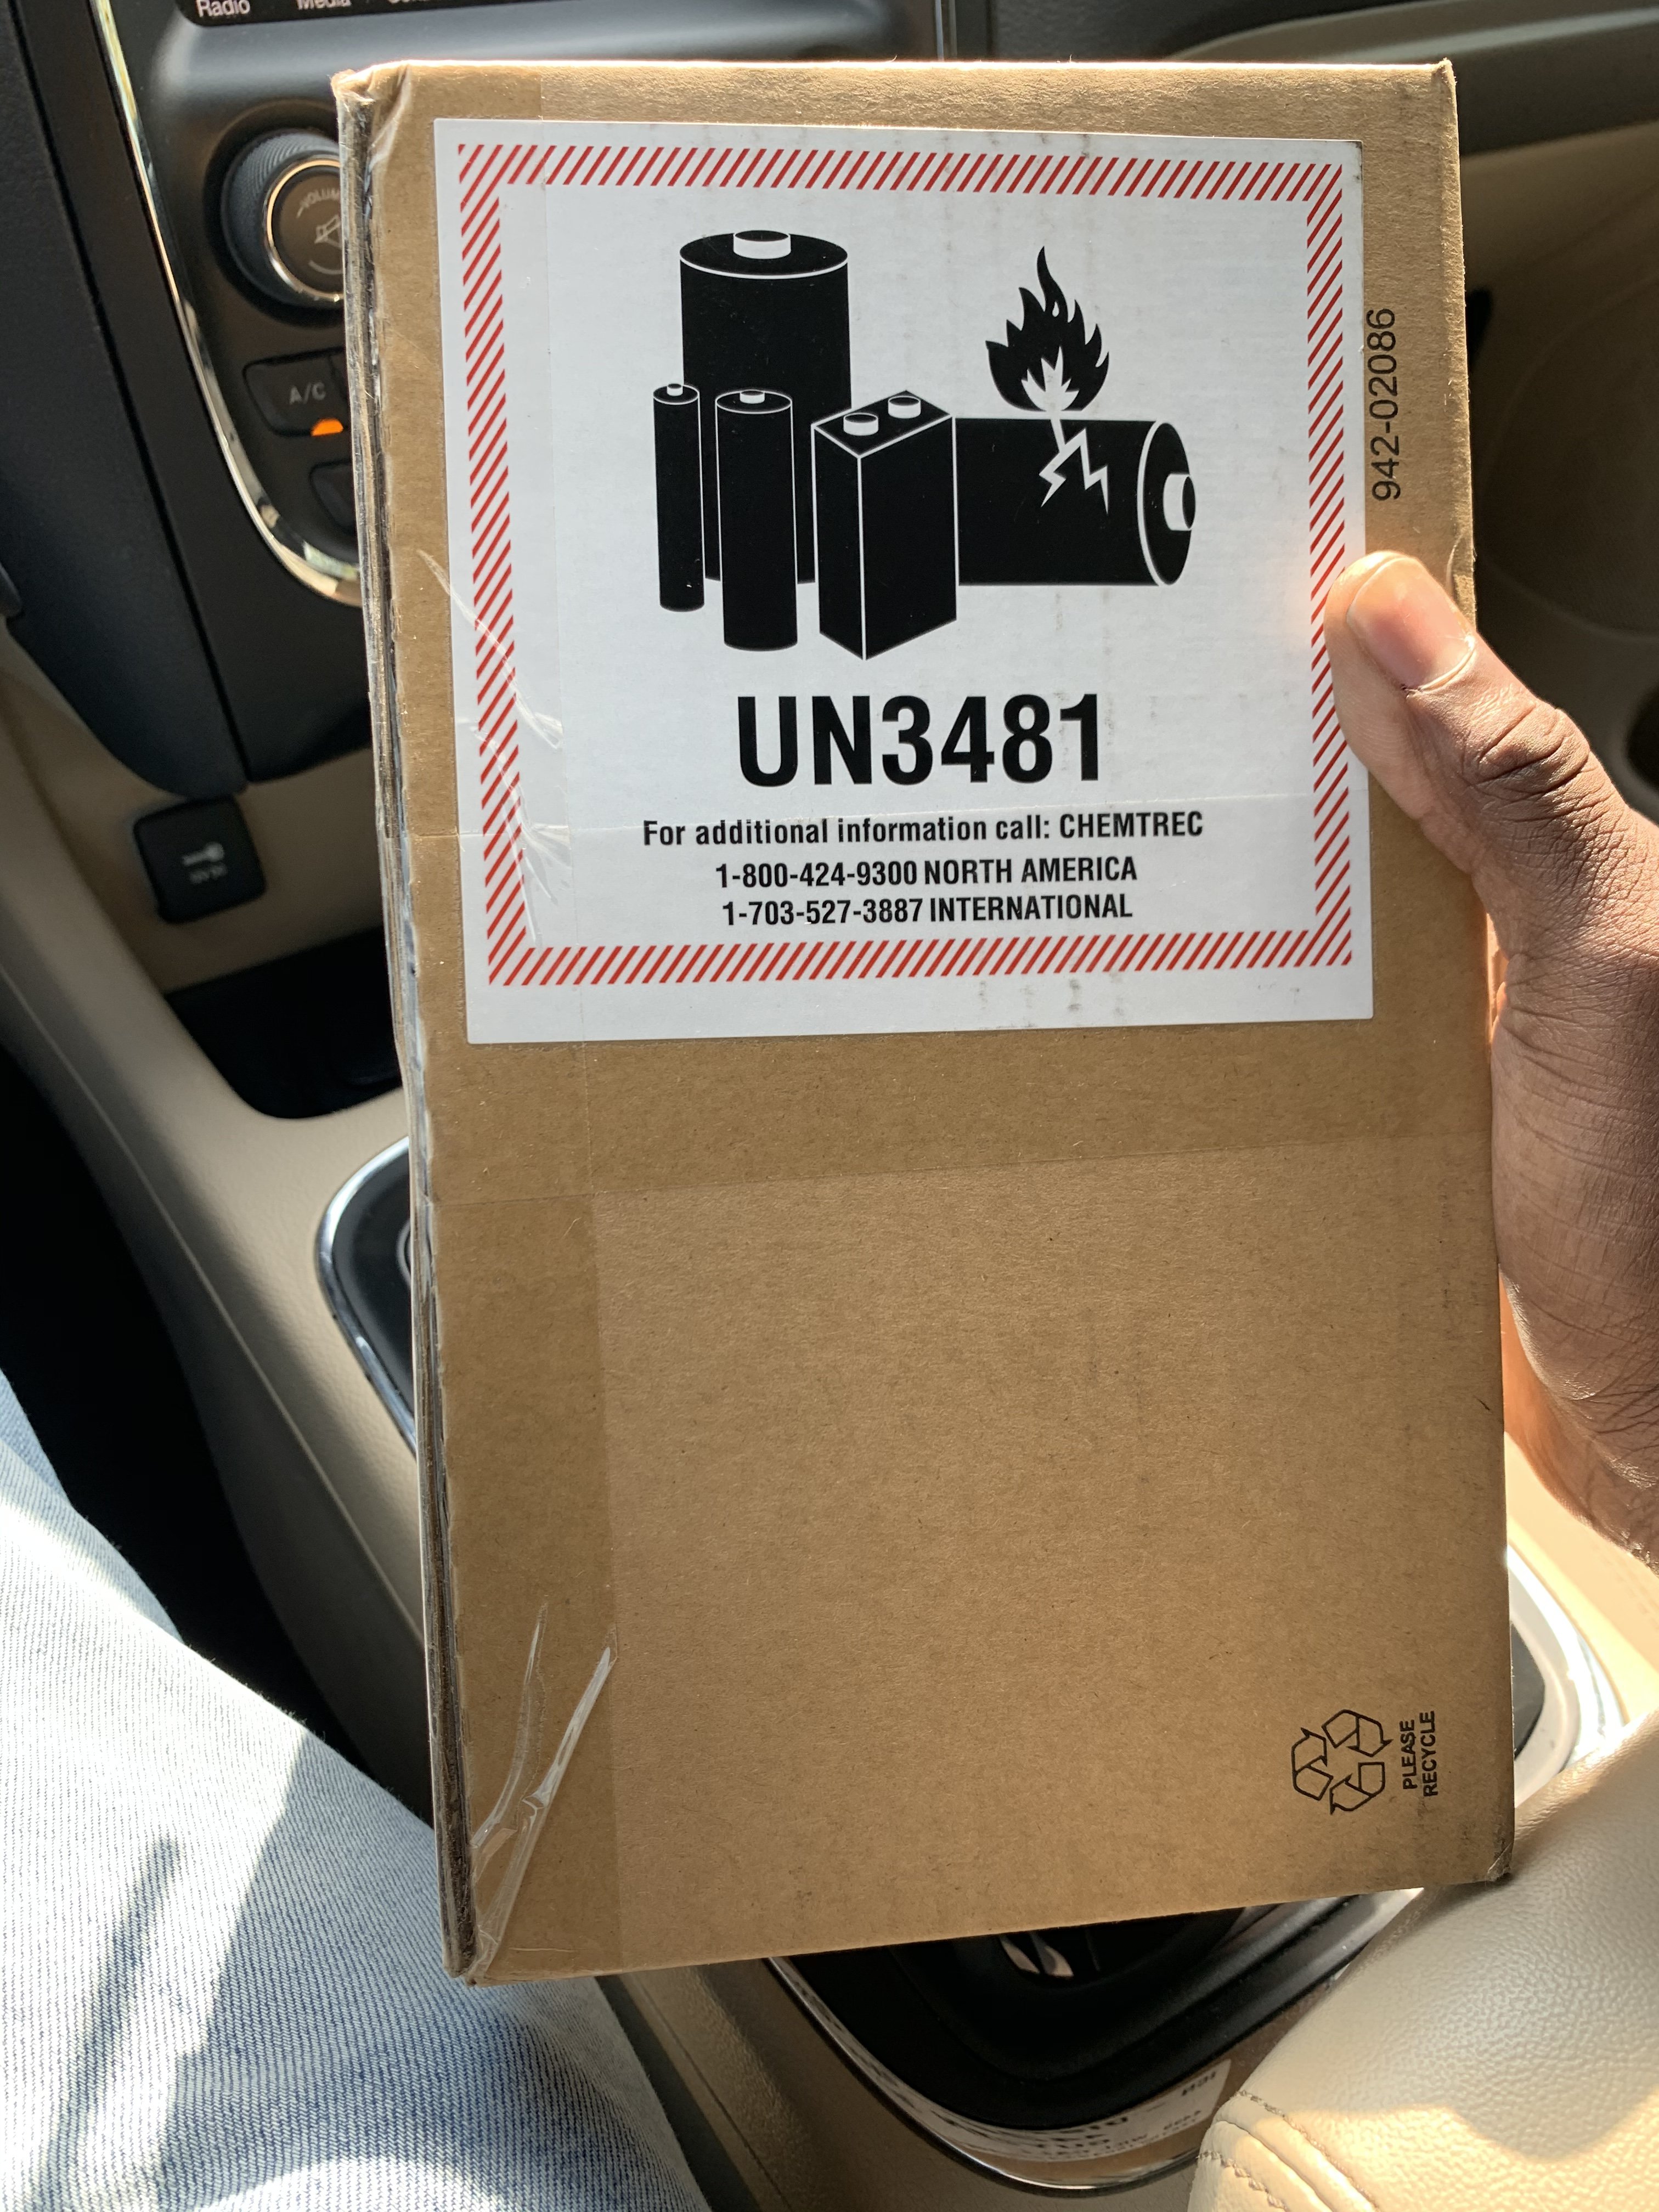 Radio
Media
VOLUME
A/C
942-02086
UN3481
For additional information call: CHEMTREC
1-800-424-9300 NORTH AMERICA
1-703-527-3887 INTERNATIONAL
PLEASE
RECYCLE